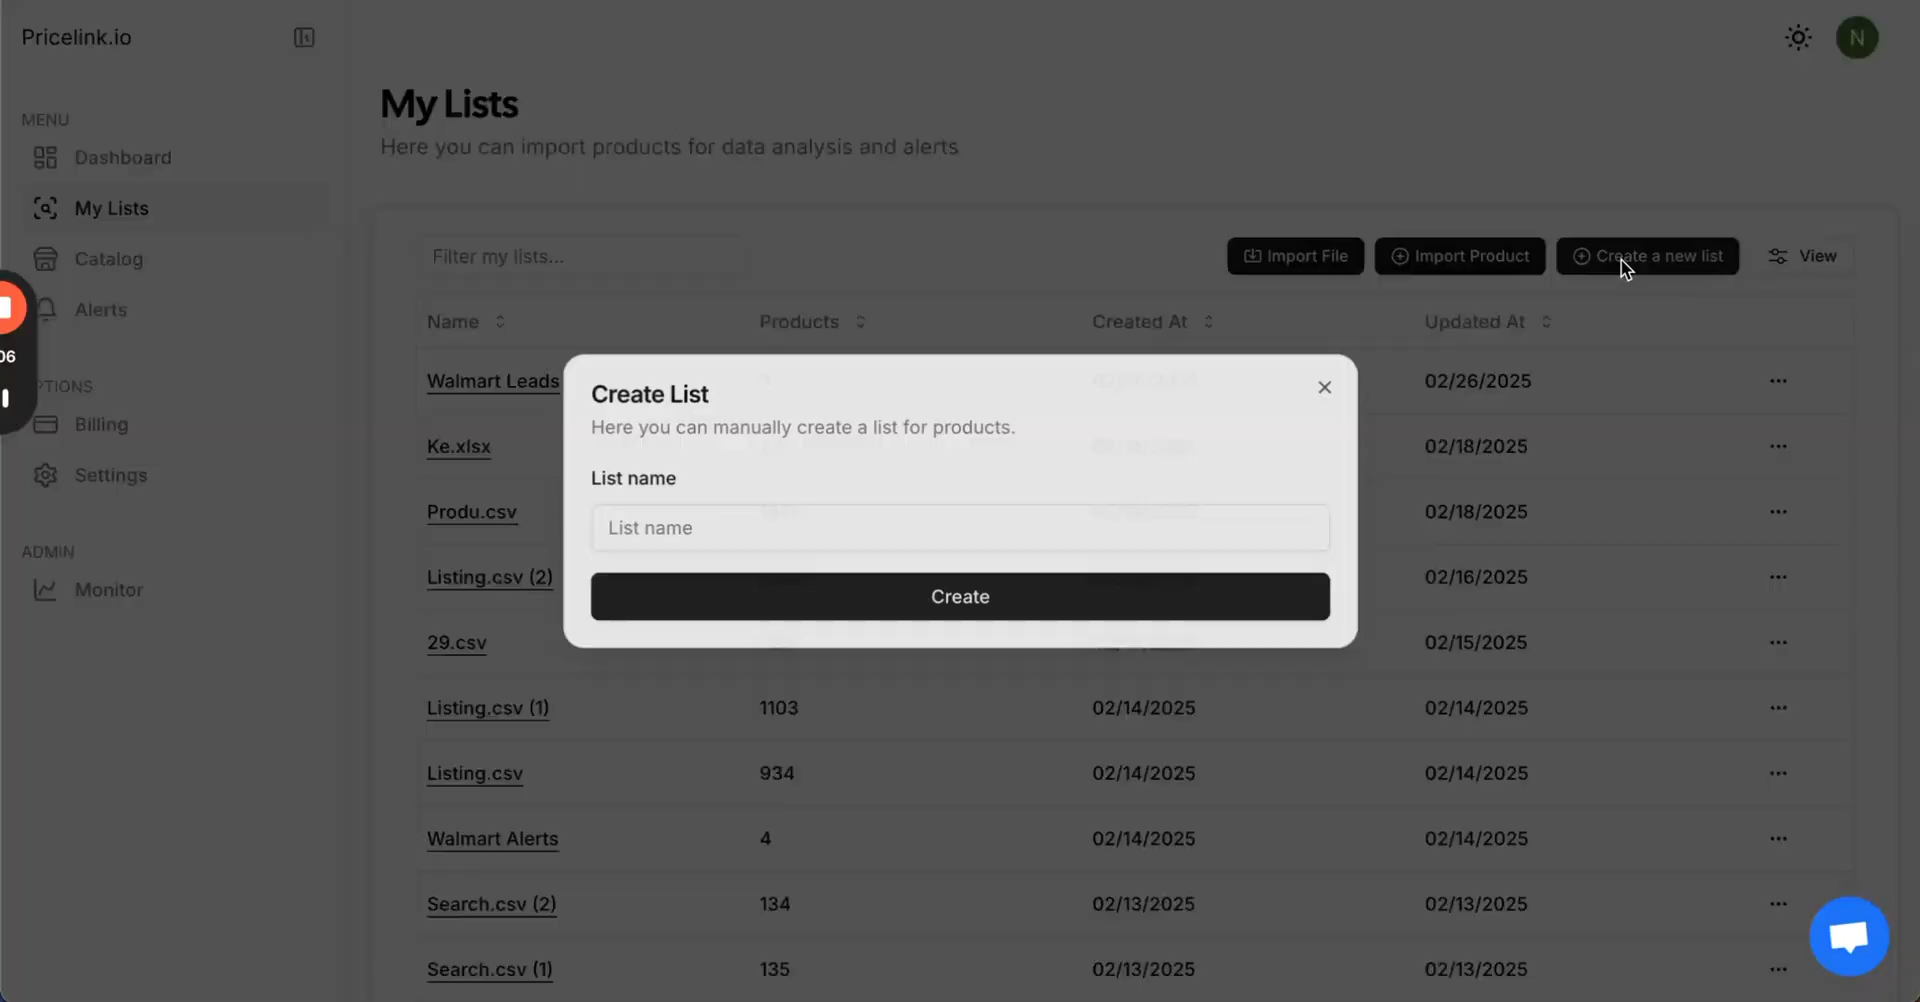 Pricelink.io
N
MENU
Dashboard
My Lists
Catalog
Alerts
06
PTIONS
Billing
Settings
ADMIN
Monitor
My Lists
Here you can import products for data analysis and alerts
Filter my lists...
Import File
Import Product
Create a new list
View
Name Products Created At Updated At
Walmart Leads 02/26/2025 ...
Ke.xlsx 02/18/2025 ...
Produ.csv 02/18/2025 ...
Listing.csv (2) 02/16/2025 ...
29.csv 02/15/2025 ...
Listing.csv (1) 1103 02/14/2025 02/14/2025 ...
Listing.csv 934 02/14/2025 02/14/2025 ...
Walmart Alerts 4 02/14/2025 02/14/2025 ...
Search.csv (2) 134 02/13/2025 02/13/2025 ...
Search.csv (1) 135 02/13/2025 02/13/2025 ...
Create List
Here you can manually create a list for products.
List name
List name
Create